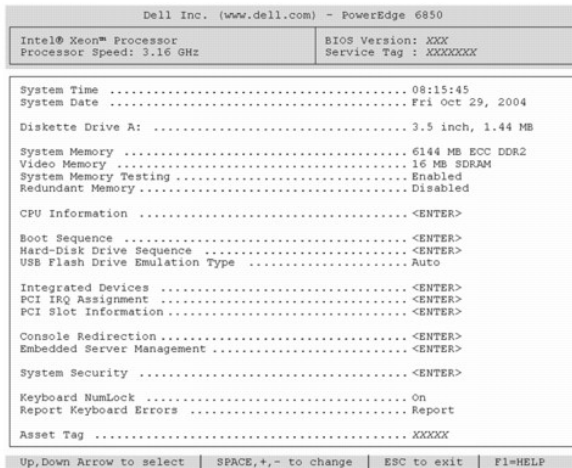 Dell Inc. (www.dell.com) - PowerEdge 6850
Intel® Xeon™ Processor
Processor Speed: 3.16 GHz
BIOS Version: XXX
Service Tag : XXXXXXX
System Time ........................................ 08:15:45
System Date ........................................ Fri Oct 29, 2004
Diskette Drive A: .................................. 3.5 inch, 1.44 MB
System Memory ...................................... 6144 MB ECC DDR2
Video Memory ....................................... 16 MB SDRAM
System Memory Testing .............................. Enabled
Redundant Memory ................................... Disabled
CPU Information .................................... <ENTER>
Boot Sequence ...................................... <ENTER>
Hard-Disk Drive Sequence ........................... <ENTER>
USB Flash Drive Emulation Type ..................... Auto
Integrated Devices ................................. <ENTER>
PCI IRQ Assignment ................................. <ENTER>
PCI Slot Information ............................... <ENTER>
Console Redirection ................................ <ENTER>
Embedded Server Management ......................... <ENTER>
System Security .................................... <ENTER>
Keyboard NumLock ................................... On
Report Keyboard Errors ............................. Report
Asset Tag .......................................... XXXXX
Up,Down Arrow to select | SPACE,+,- to change | ESC to exit | F1=HELP